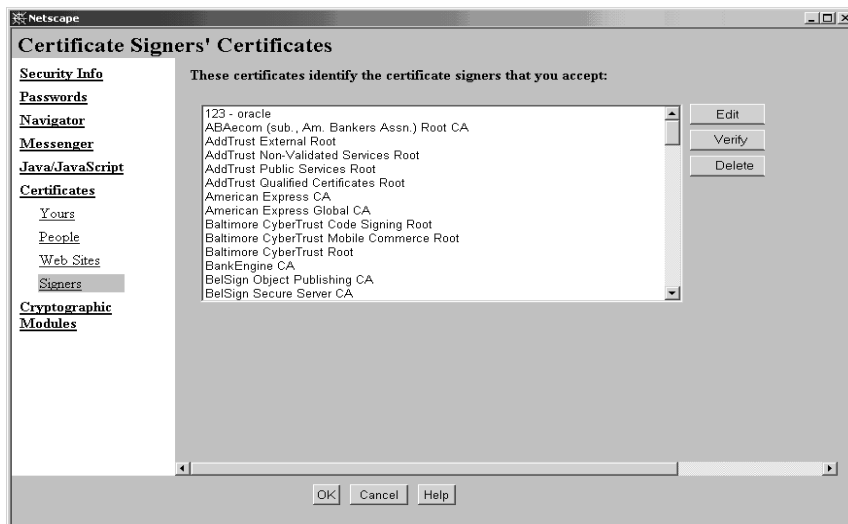 Netscape
Certificate Signers' Certificates
Security Info
Passwords
Navigator
Messenger
Java/JavaScript
Certificates
Yours
People
Web Sites
Signers
Cryptographic
Modules
These certificates identify the certificate signers that you accept:
123 - oracle
ABAecom (sub., Am. Bankers Assn.) Root CA
AddTrust External Root
AddTrust Non-Validated Services Root
AddTrust Public Services Root
AddTrust Qualified Certificates Root
American Express CA
American Express Global CA
Baltimore CyberTrust Code Signing Root
Baltimore CyberTrust Mobile Commerce Root
Baltimore CyberTrust Root
BankEngine CA
BelSign Object Publishing CA
BelSign Secure Server CA
Edit
Verify
Delete
OK Cancel Help